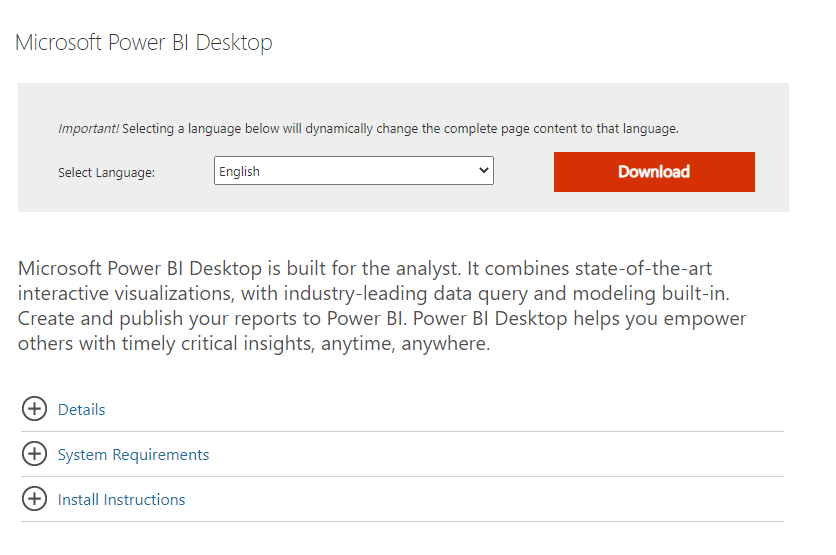 Microsoft Power BI Desktop
Important! Selecting a language below will dynamically change the complete page content to that language.
Select Language:
English
Download
Microsoft Power BI Desktop is built for the analyst. It combines state-of-the-art
interactive visualizations, with industry-leading data query and modeling built-in.
Create and publish your reports to Power BI. Power BI Desktop helps you empower
others with timely critical insights, anytime, anywhere.
Details
System Requirements
Install Instructions